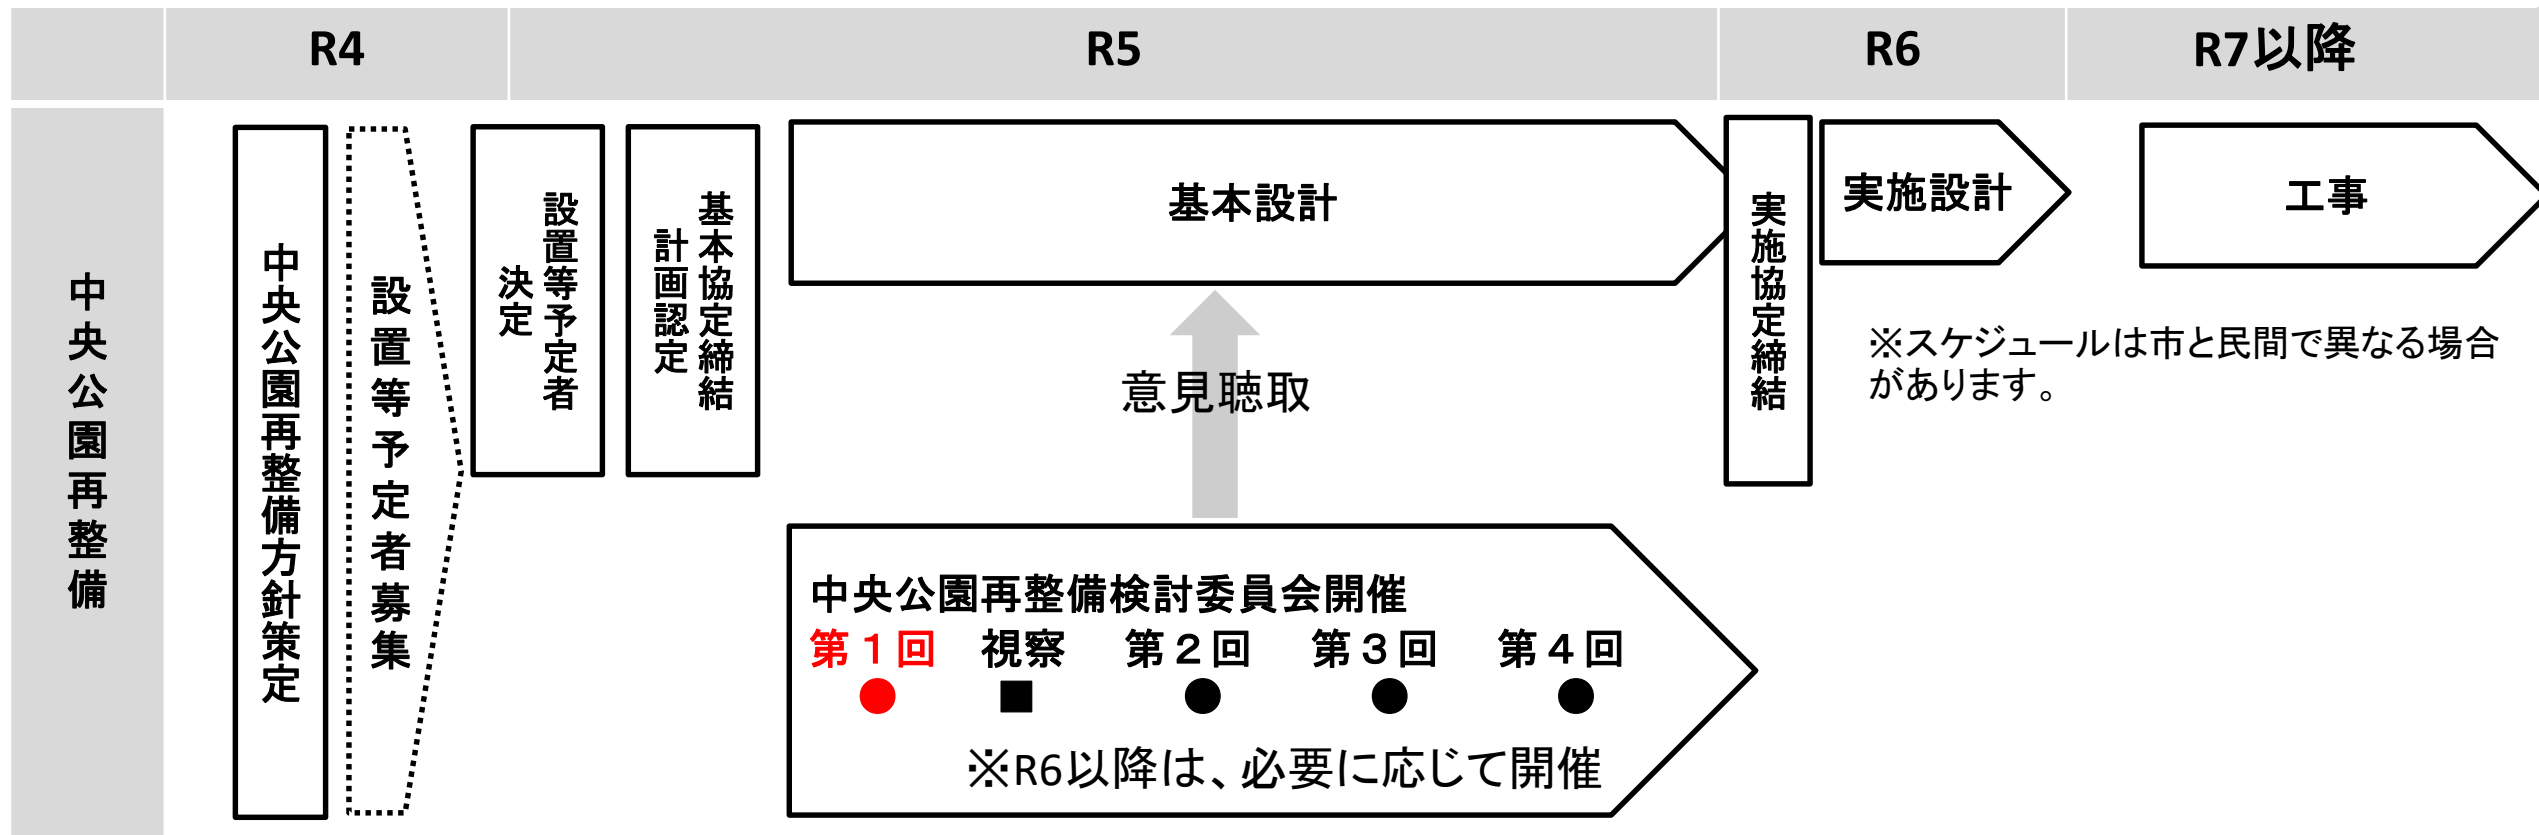 R4
R5
R6
R7以降
中央公園再整備
中央公園再整備方針策定
設置等予定者募集
設置等予定者
決定
基本協定締結
計画認定
基本設計
実施協定締結
実施設計
工事
※スケジュールは市と民間で異なる場合
があります。
意見聴取
中央公園再整備検討委員会開催
第１回 視察 第２回 第３回 第４回
※R6以降は、必要に応じて開催